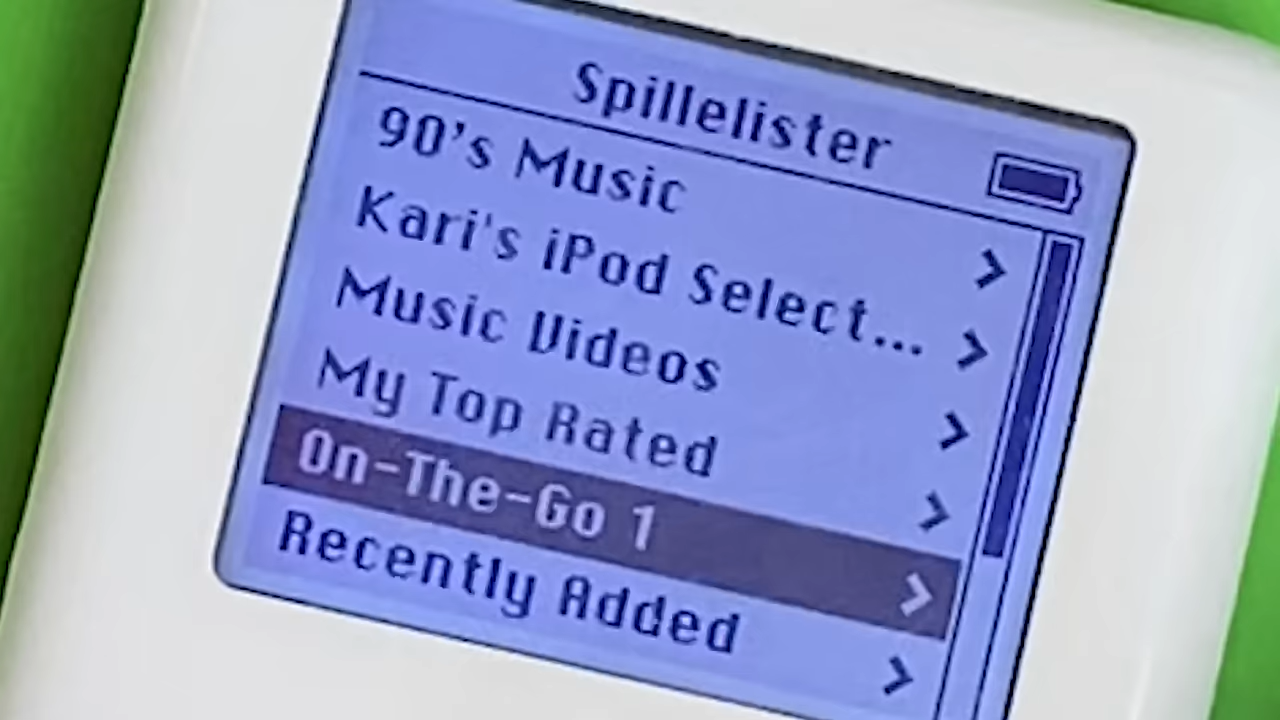 Spillelister
90's Music
Kari's iPod Select...
Music Videos
My Top Rated
On-The-Go 1
Recently Added